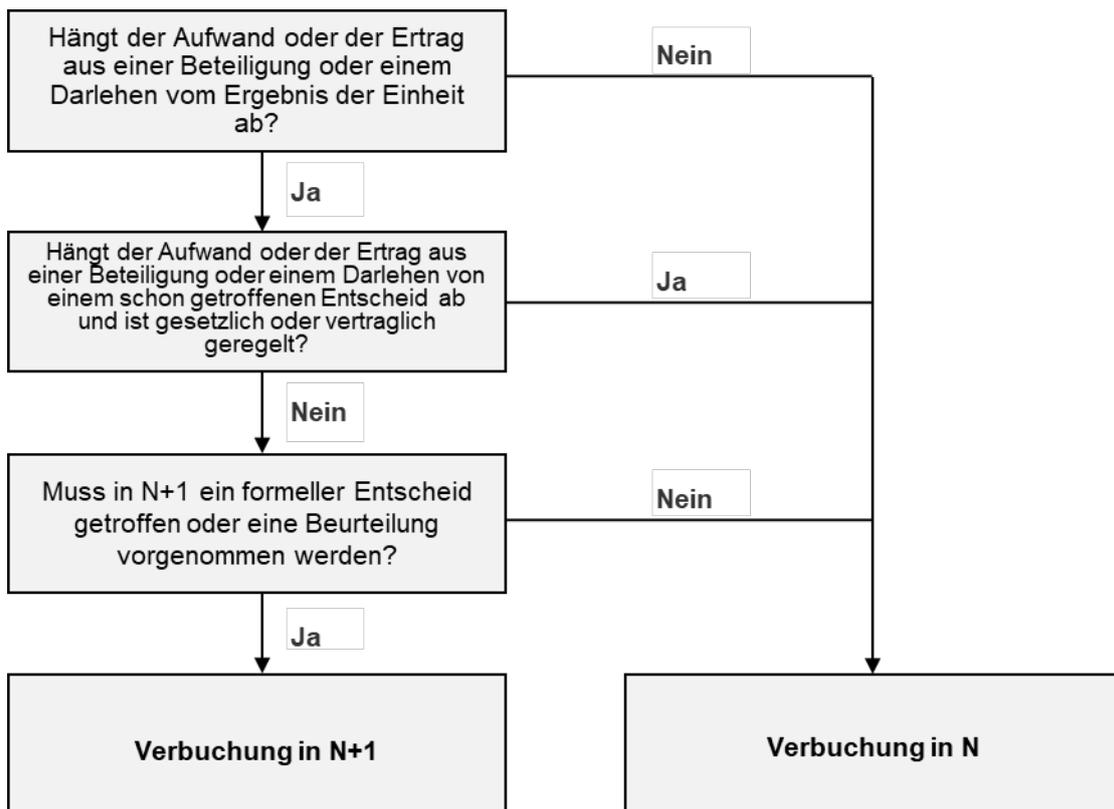 Hängt der Aufwand oder der Ertrag
aus einer Beteiligung oder einem
Darlehen vom Ergebnis der Einheit
ab?
Nein
Ja
Hängt der Aufwand oder der Ertrag aus
einer Beteiligung oder einem Darlehen von
einem schon getroffenen Entscheid ab
und ist gesetzlich oder vertraglich
geregelt?
Ja
Nein
Muss in N+1 ein formeller Entscheid
getroffen oder eine Beurteilung
vorgenommen werden?
Nein
Ja
Verbuchung in N+1
Verbuchung in N